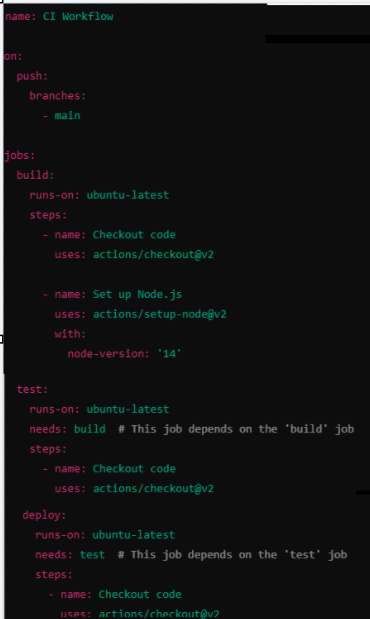 name: CI Workflow
on:
push:
branches:
- main
jobs:
build:
runs-on: ubuntu-latest
steps:
- name: Checkout code
uses: actions/checkout@v2
- name: Set up Node.js
uses: actions/setup-node@v2
with:
node-version: '14'
test:
runs-on: ubuntu-latest
needs: build # This job depends on the 'build' job
steps:
- name: Checkout code
uses: actions/checkout@v2
deploy:
runs-on: ubuntu-latest
needs: test # This job depends on the 'test' job
steps:
- name: Checkout code
uses: actions/checkout@v2